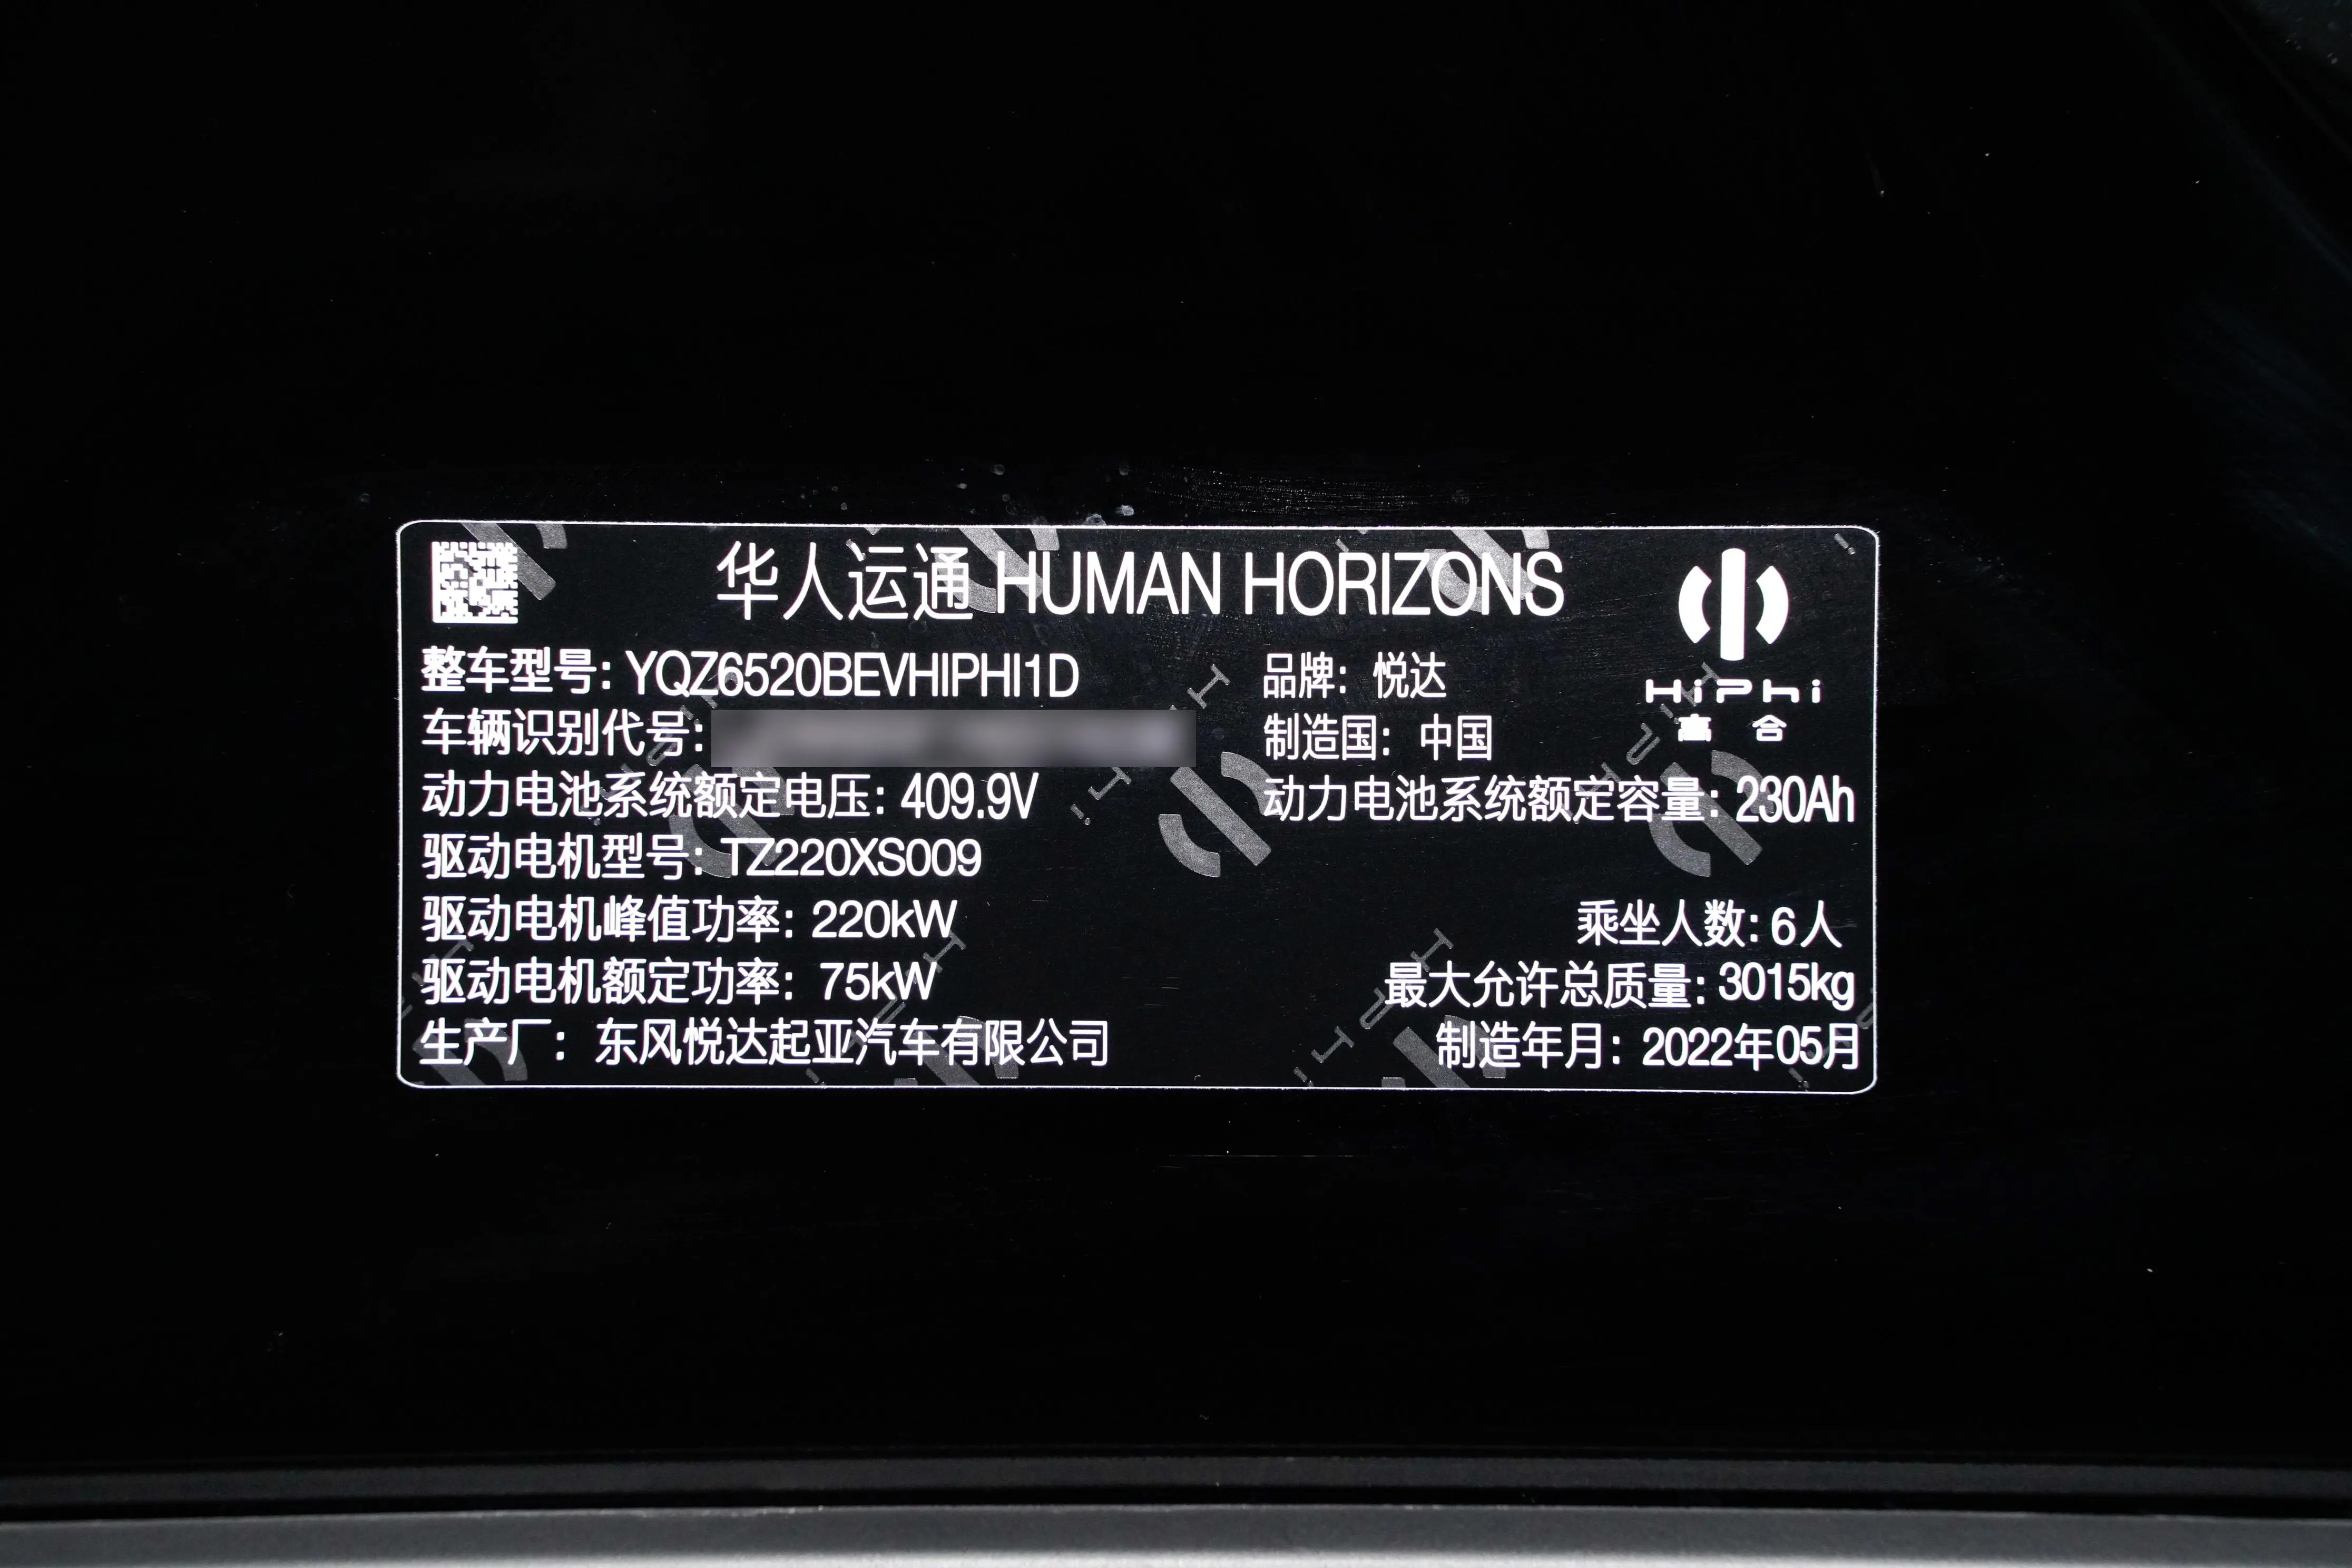 华人运通 HUMAN HORIZONS
HiPhi
高合
整车型号: YQZ6520BEVHIPHI1D
品牌: 悦达
车辆识别代号:
制造国: 中国
动力电池系统额定电压: 409.9V
动力电池系统额定容量: 230Ah
驱动电机型号: TZ220XS009
驱动电机峰值功率: 220kW
乘坐人数: 6人
驱动电机额定功率: 75kW
最大允许总质量: 3015kg
生产厂: 东风悦达起亚汽车有限公司
制造年月: 2022年05月